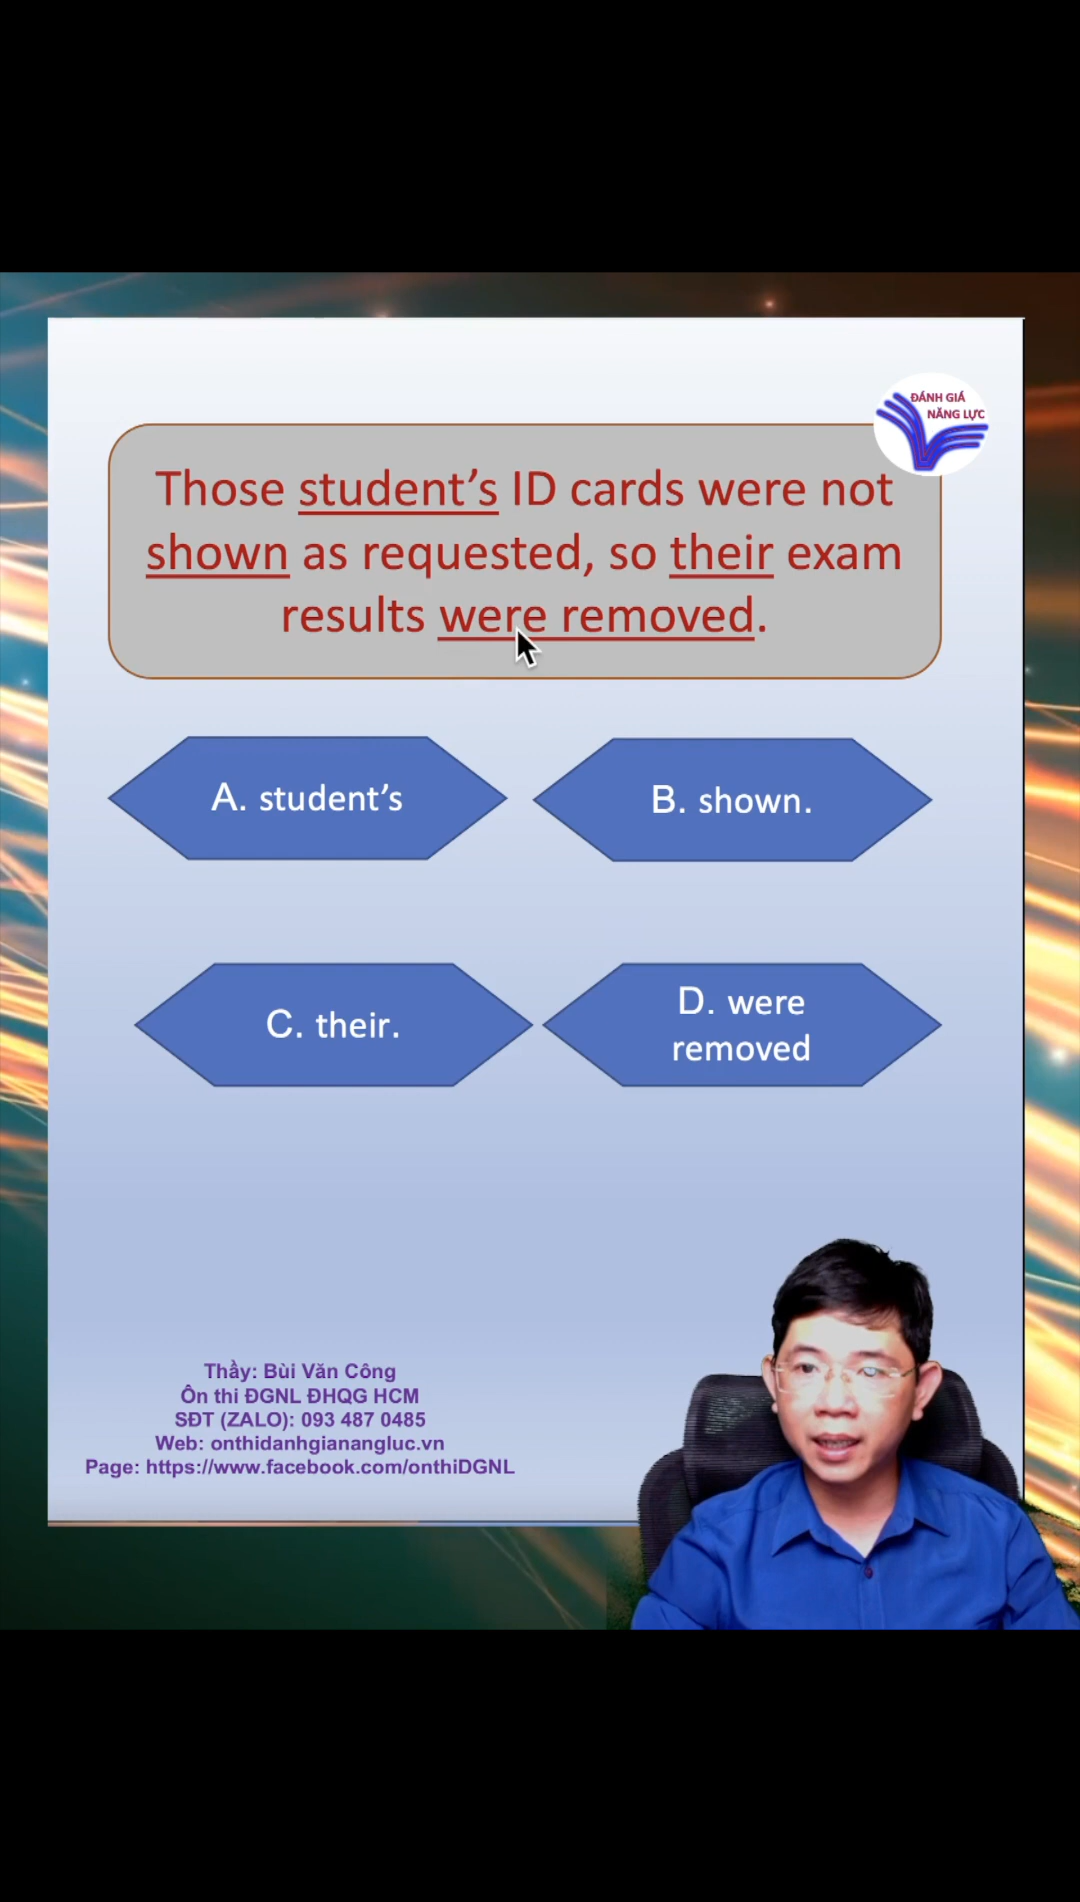 ĐÁNH GIÁ
NĂNG LỰC
Those student’s ID cards were not
shown as requested, so their exam
results were removed.
A. student’s
B. shown.
C. their.
D. were
removed
Thầy: Bùi Văn Công
Ôn thi ĐGNL ĐHQG HCM
SĐT (ZALO): 093 487 0485
Web: onthidanhgianangluc.vn
Page: https://www.facebook.com/onthiDGNL